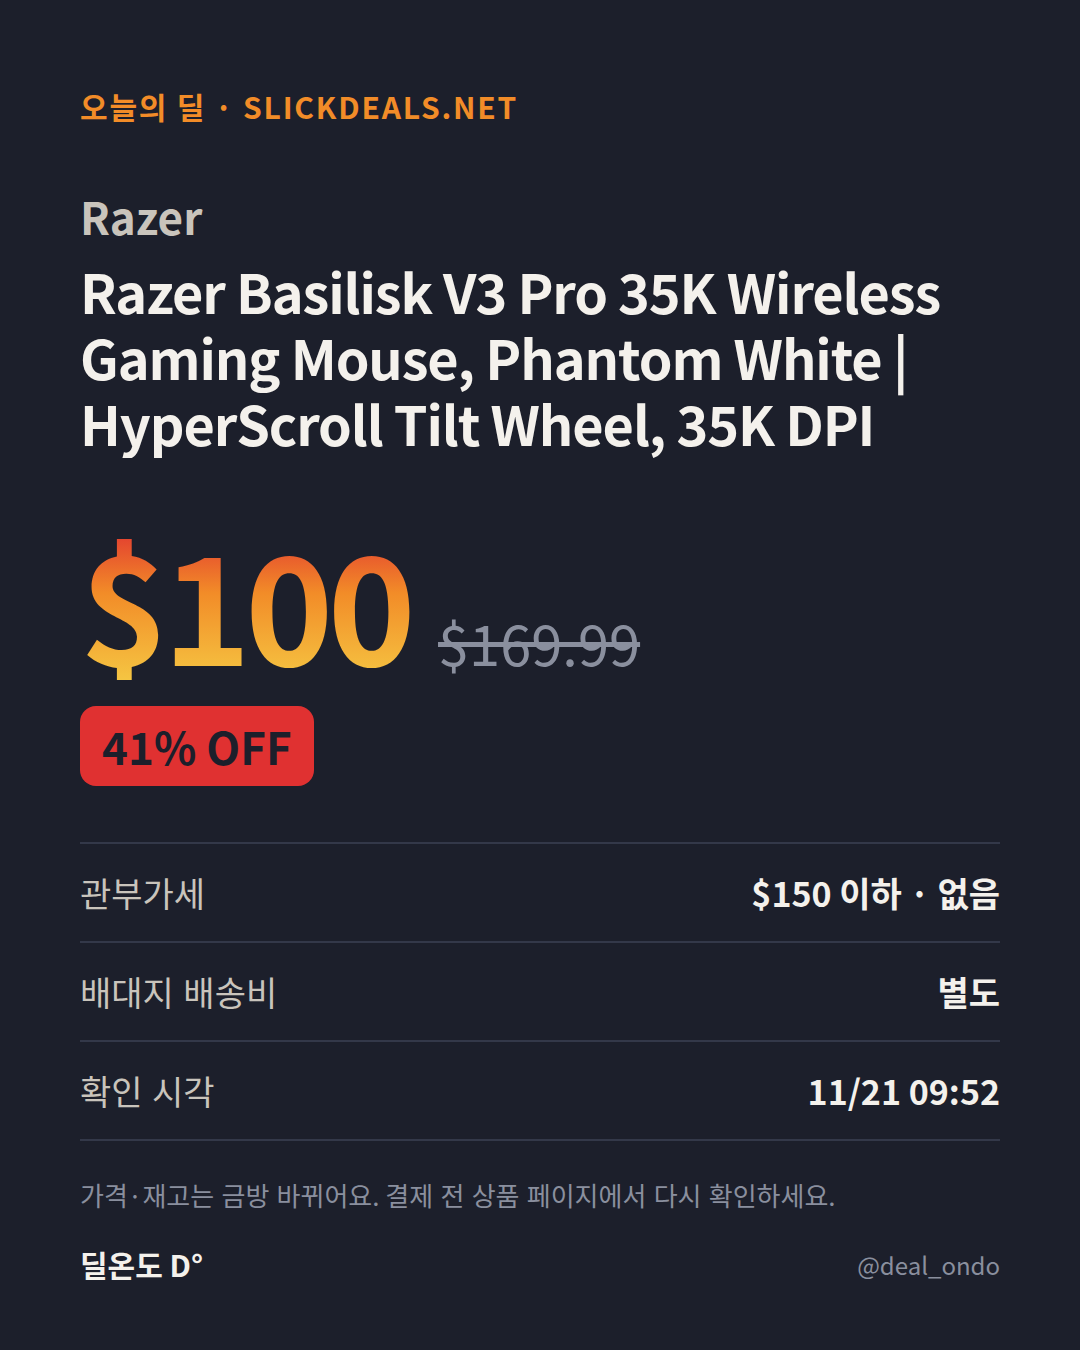 오늘의 딜 · SLICKDEALS.NET
Razer
Razer Basilisk V3 Pro 35K Wireless
Gaming Mouse, Phantom White |
HyperScroll Tilt Wheel, 35K DPI
$100 $169.99
41% OFF
관부가세 $150 이하 · 없음
배대지 배송비 별도
확인 시각 11/21 09:52
가격·재고는 금방 바뀌어요. 결제 전 상품 페이지에서 다시 확인하세요.
딜온도 D° @deal_ondo